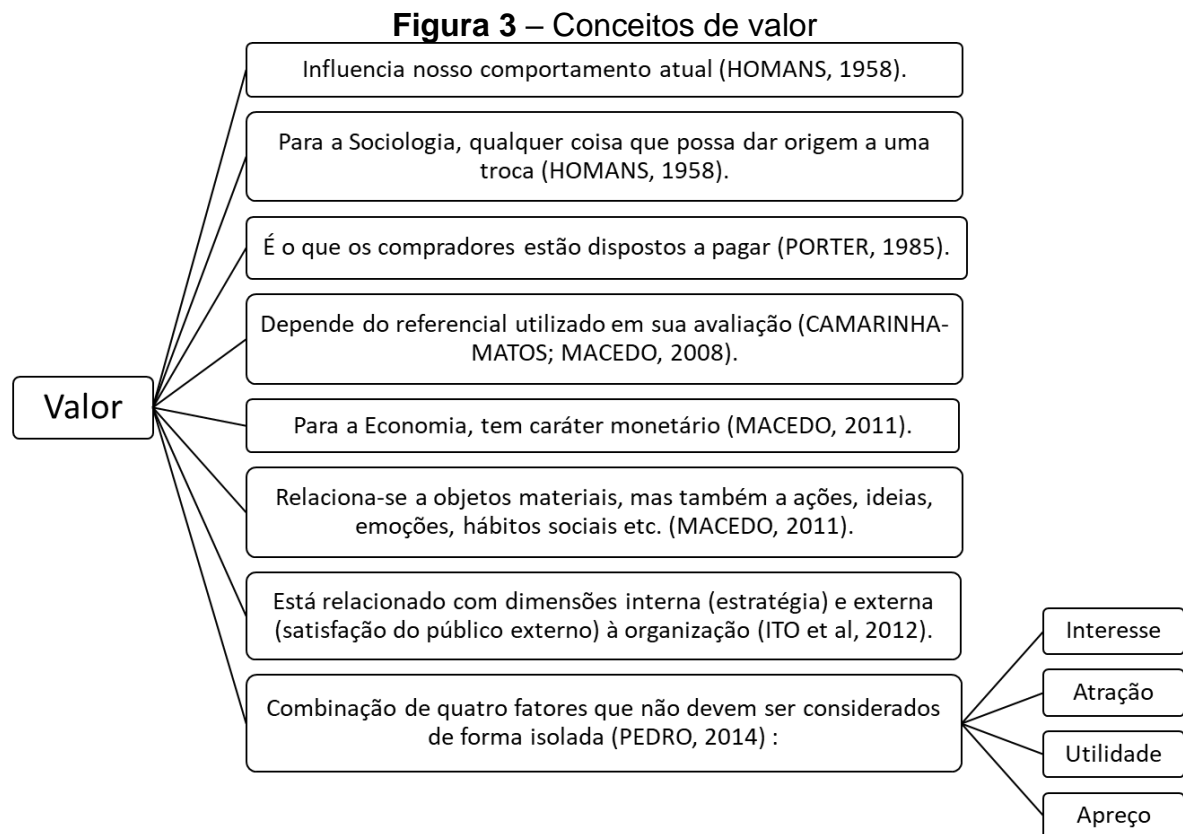 Figura 3 – Conceitos de valor
Influencia nosso comportamento atual (HOMANS, 1958).
Para a Sociologia, qualquer coisa que possa dar origem a uma
troca (HOMANS, 1958).
É o que os compradores estão dispostos a pagar (PORTER, 1985).
Depende do referencial utilizado em sua avaliação (CAMARINHA-
MATOS; MACEDO, 2008).
Valor
Para a Economia, tem caráter monetário (MACEDO, 2011).
Relaciona-se a objetos materiais, mas também a ações, ideias,
emoções, hábitos sociais etc. (MACEDO, 2011).
Está relacionado com dimensões interna (estratégia) e externa
(satisfação do público externo) à organização (ITO et al, 2012).
Combinação de quatro fatores que não devem ser considerados
de forma isolada (PEDRO, 2014) :
Interesse
Atração
Utilidade
Apreço